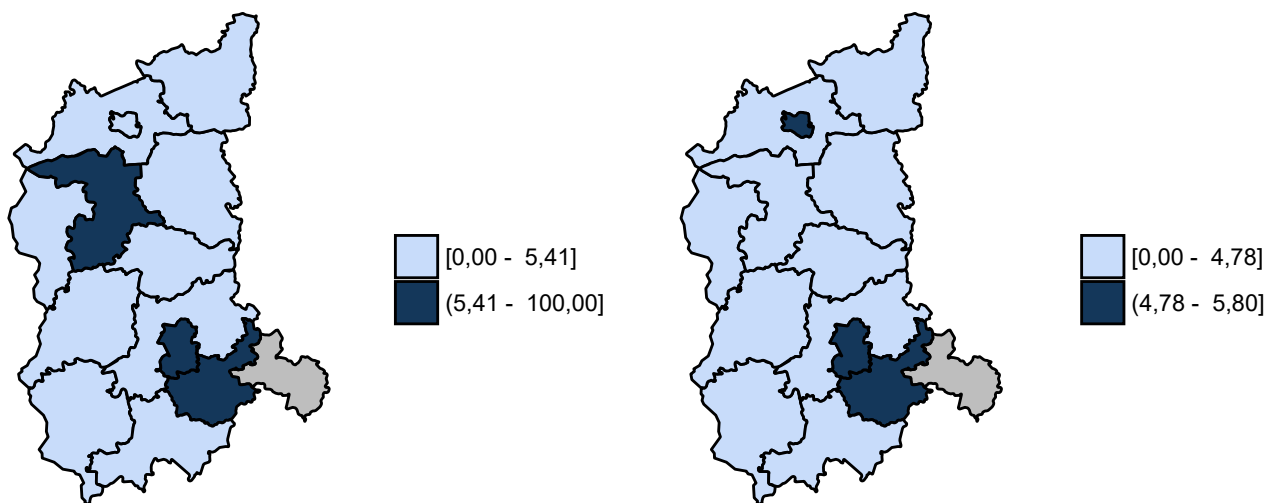 [0,00 -  5,41]
(5,41 -  100,00]
[0,00 -  4,78]
(4,78 -  5,80]